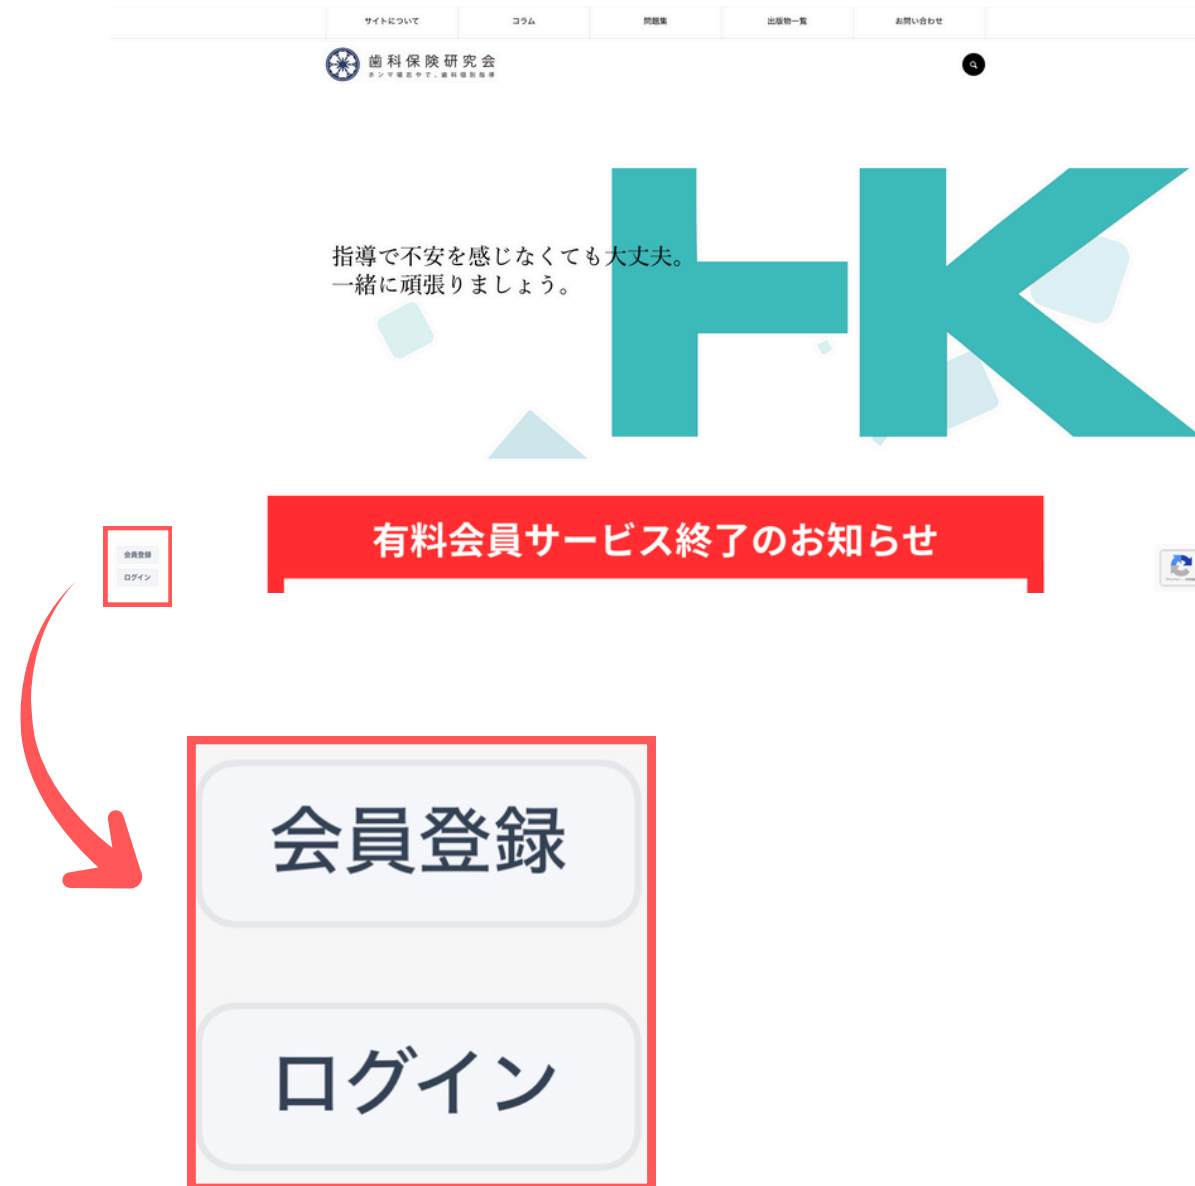 サイトについて
コラム
問題集
出版物一覧
お問い合わせ
歯科保険研究会
指導で不安を感じなくても大丈夫。
一緒に頑張りましょう。
HK
有料会員サービス終了のお知らせ
会員登録
ログイン
会員登録
ログイン